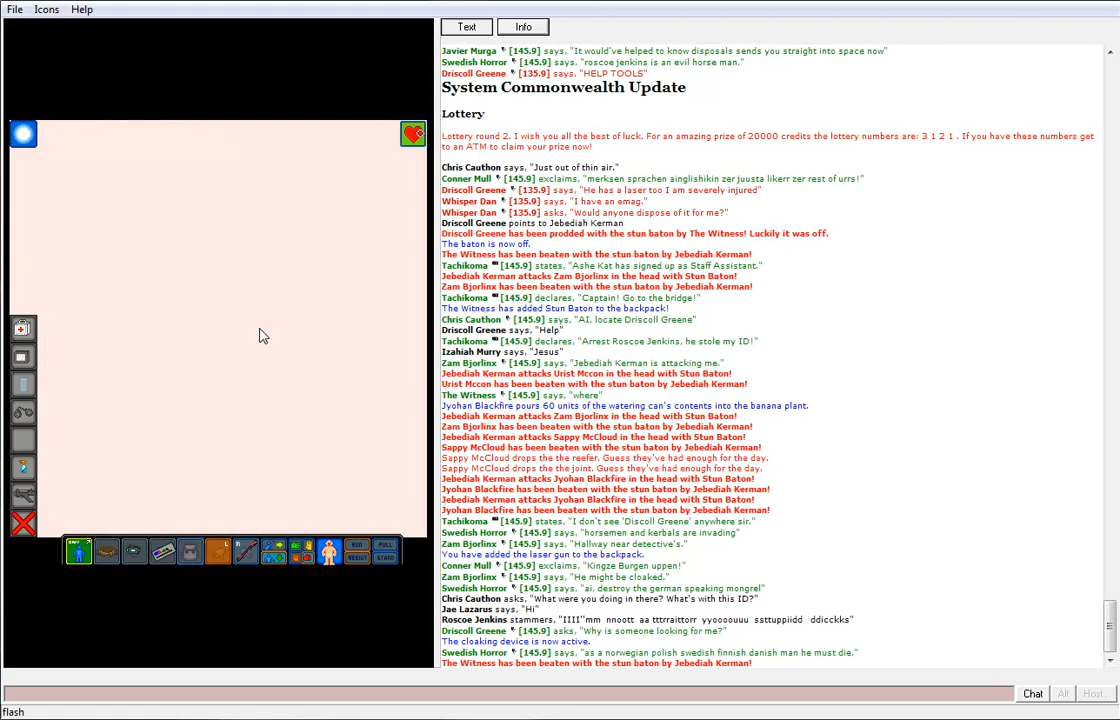 File Icons Help
Text Info
Javier Murga [145.9] says, "It would've helped to know disposals sends you straight into space now"
Swedish Horror [145.9] says, "roscoe jenkins is an evil horse man."
Driscoll Greene [135.9] says, "HELP TOOLS"
System Commonwealth Update
Lottery
Lottery round 2. I wish you all the best of luck. For an amazing prize of 20000 credits the lottery numbers are: 3 1 2 1 . If you have these numbers get
to an ATM to claim your prize now!
Chris Cauthon says, "Just out of thin air."
Conner Mull [145.9] exclaims, "merksen sprachen ainglishikin zer juusta likerr zer rest of urrs!"
Driscoll Greene [135.9] says, "He has a laser too I am severely injured"
Whisper Dan [135.9] says, "I have an emag."
Whisper Dan [135.9] asks, "Would anyone dispose of it for me?"
Driscoll Greene points to Jebediah Kerman
Driscoll Greene has been prodded with the stun baton by The Witness! Luckily it was off.
The baton is now off.
The Witness has been beaten with the stun baton by Jebediah Kerman!
Tachikoma [145.9] states, "Ashe Kat has signed up as Staff Assistant."
Jebediah Kerman attacks Zam Bjorlinx in the head with Stun Baton!
Zam Bjorlinx has been beaten with the stun baton by Jebediah Kerman!
Tachikoma [145.9] declares, "Captain! Go to the bridge!"
The Witness has added Stun Baton to the backpack!
Chris Cauthon [145.9] says, "AI, locate Driscoll Greene"
Driscoll Greene says, "Help"
Tachikoma [145.9] declares, "Arrest Roscoe Jenkins, he stole my ID!"
Izahiah Murry says, "Jesus"
Zam Bjorlinx [145.9] says, "Jebediah Kerman is attacking me."
Jebediah Kerman attacks Urist Mccon in the head with Stun Baton!
Urist Mccon has been beaten with the stun baton by Jebediah Kerman!
The Witness [145.9] says, "where"
Jyohan Blackfire pours 60 units of the watering can's contents into the banana plant.
Jebediah Kerman attacks Zam Bjorlinx in the head with Stun Baton!
Zam Bjorlinx has been beaten with the stun baton by Jebediah Kerman!
Jebediah Kerman attacks Sappy McCloud in the head with Stun Baton!
Sappy McCloud has been beaten with the stun baton by Jebediah Kerman!
Sappy McCloud drops the the reefer. Guess they've had enough for the day.
Sappy McCloud drops the the joint. Guess they've had enough for the day.
Jebediah Kerman attacks Jyohan Blackfire in the head with Stun Baton!
Jyohan Blackfire has been beaten with the stun baton by Jebediah Kerman!
Jebediah Kerman attacks Jyohan Blackfire in the head with Stun Baton!
Jyohan Blackfire has been beaten with the stun baton by Jebediah Kerman!
Tachikoma [145.9] states, "I don't see 'Discoll Greene' anywhere sir."
Swedish Horror [145.9] says, "horsemen and kerbals are invading"
Zam Bjorlinx [145.9] says, "Hallway near detective's."
You have added the laser gun to the backpack.
Conner Mull [145.9] exclaims, "Kingze Burgen uppen!"
Zam Bjorlinx [145.9] says, "He might be cloaked."
Swedish Horror [145.9] says, "ai, destroy the german speaking mongrel"
Chris Cauthon asks, "What were you doing in there? What's with this ID?"
Jae Lazarus says, "Hi"
Roscoe Jenkins stammers, "IIII''mm nnoott aa tttrraittorr yyooouuu ssttuppiidd ddicckks"
Driscoll Greene [145.9] asks, "Why is someone looking for me?"
The cloaking device is now active.
Swedish Horror [145.9] says, "as a norwegian polish swedish finnish danish man he must die."
The Witness has been beaten with the stun baton by Jebediah Kerman!
L R RUN PULL
RESIST STAND
Chat Alt Host...
flash